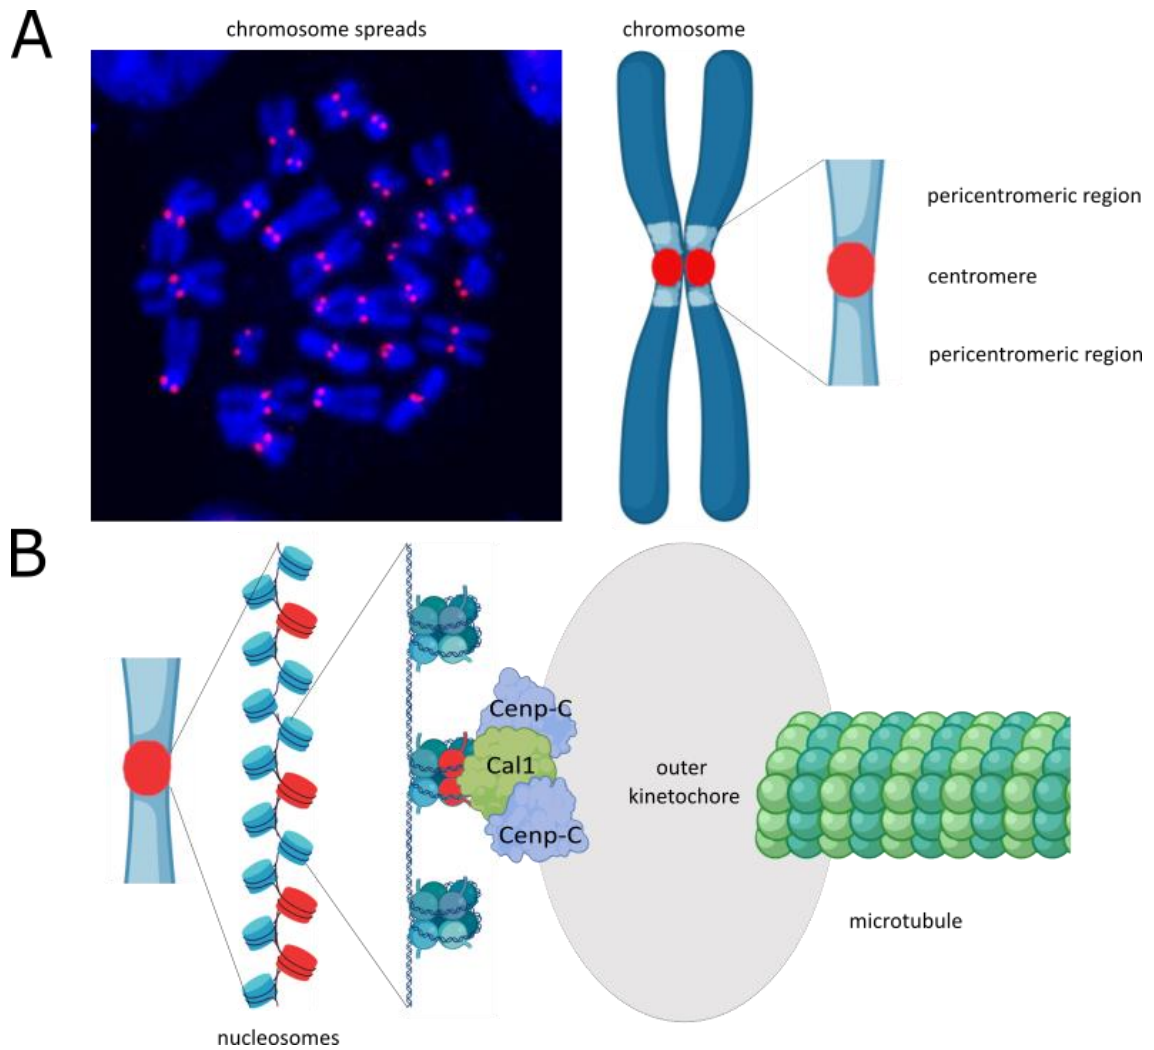 A
chromosome spreads
chromosome
pericentromeric region
centromere
pericentromeric region
B
Cenp-C
Cal1
Cenp-C
outer
kinetochore
microtubule
nucleosomes